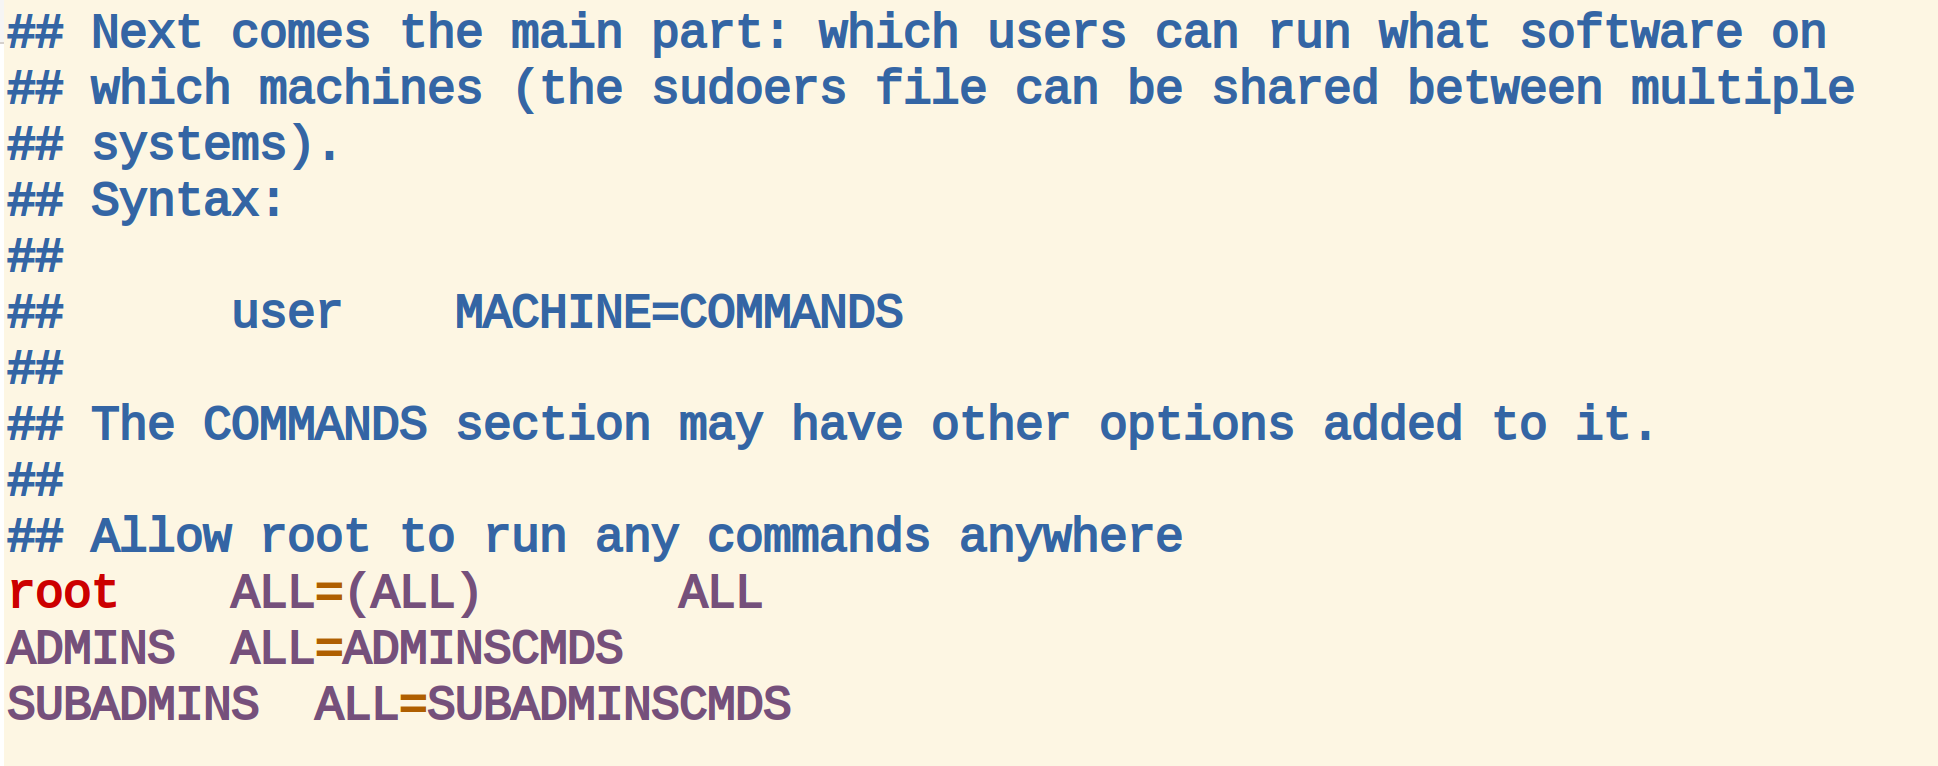 ## Next comes the main part: which users can run what software on
## which machines (the sudoers file can be shared between multiple
## systems).
## Syntax:
##
##      user    MACHINE=COMMANDS
##
## The COMMANDS section may have other options added to it.
##
## Allow root to run any commands anywhere
root    ALL=(ALL)       ALL
ADMINS  ALL=ADMINSCMDS
SUBADMINS  ALL=SUBADMINSCMDS